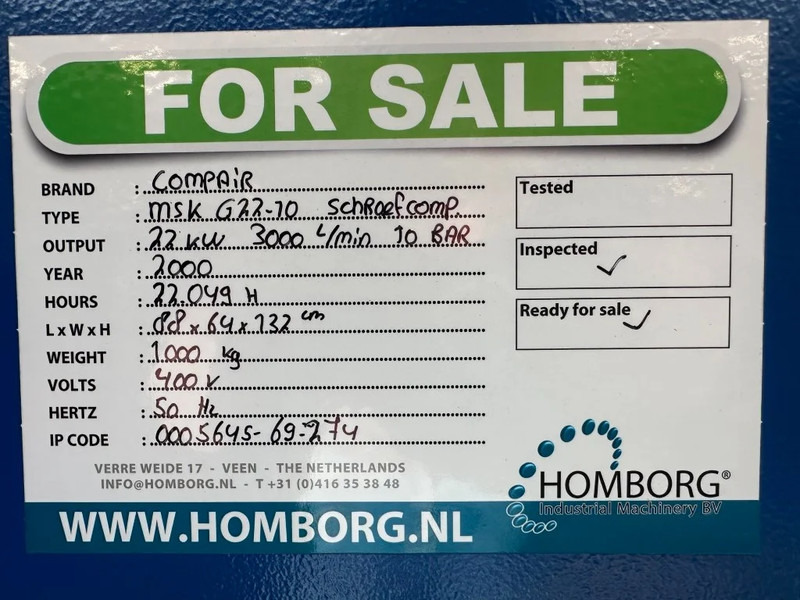 FOR SALE
BRAND : COMPAIR
TYPE : MSK G22-10 SCHROEFCOMP.
OUTPUT : 22 kW 3000 L/min 10 BAR
YEAR : 2000
HOURS : 22.049 H
L x W x H : 88 x 64 x 132 cm
WEIGHT : 1000 kg
VOLTS : 400 V
HERTZ : 50 Hz
IP CODE : 0005645-69-274
Tested
Inspected ✓
Ready for sale ✓
VERRE WEIDE 17 - VEEN - THE NETHERLANDS
INFO@HOMBORG.NL - T +31 (0)416 35 38 48
WWW.HOMBORG.NL
HOMBORG®
Industrial Machinery BV